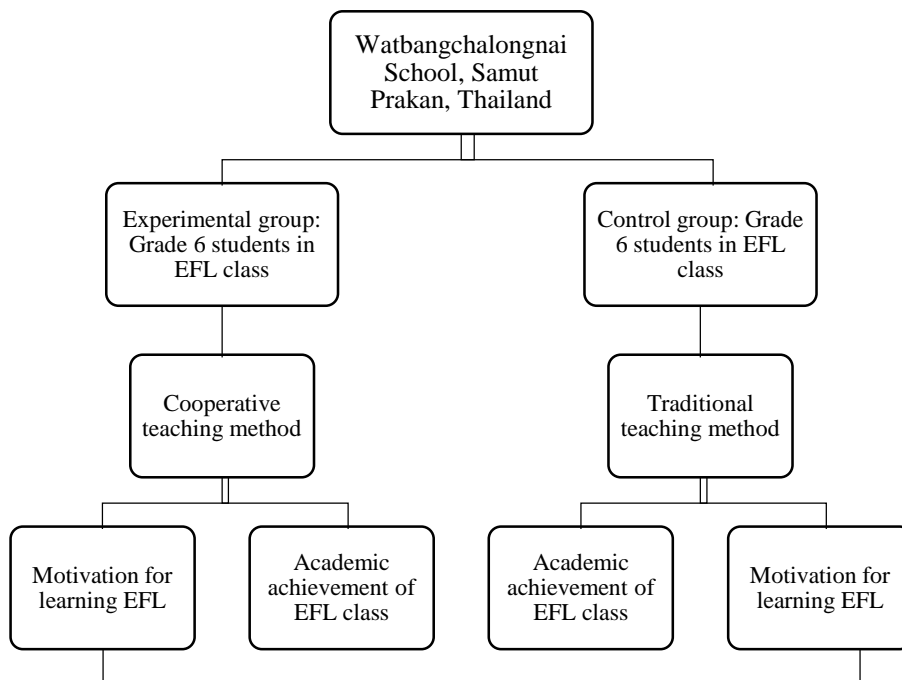 Watbangchalongnai
School, Samut
Prakan, Thailand
Experimental group:
Grade 6 students in
EFL class
Control group: Grade
6 students in EFL
class
Cooperative
teaching method
Traditional
teaching method
Motivation for
learning EFL
Academic
achievement of
EFL class
Academic
achievement of
EFL class
Motivation for
learning EFL